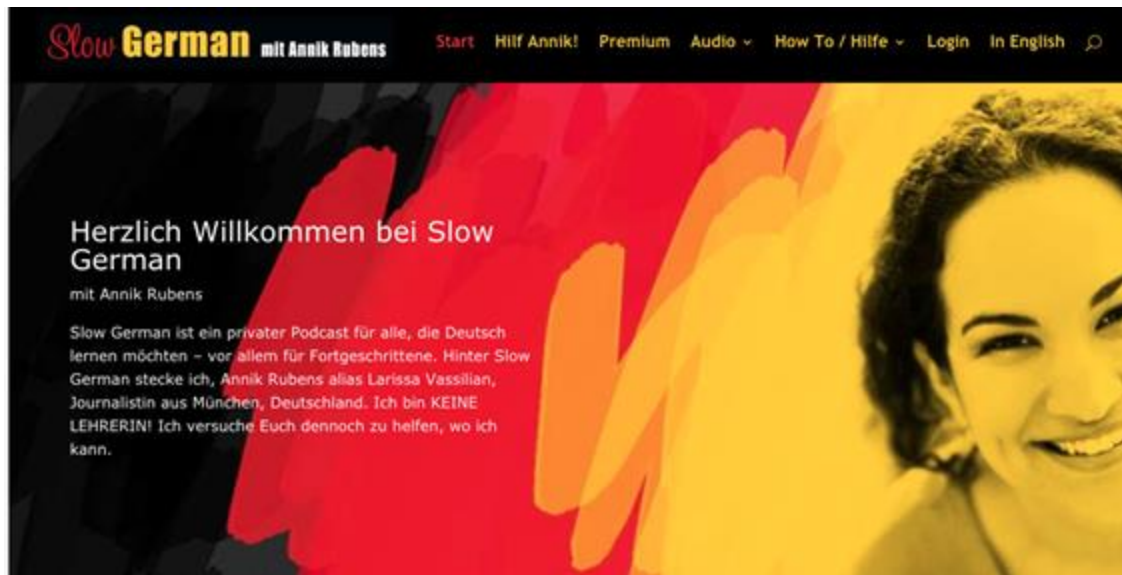 Slow German mit Annik Rubens
Start Hilf Annik! Premium Audio How To / Hilfe Login In English
Herzlich Willkommen bei Slow
German
mit Annik Rubens
Slow German ist ein privater Podcast für alle, die Deutsch
lernen möchten – vor allem für Fortgeschrittene. Hinter Slow
German stecke ich, Annik Rubens alias Larissa Vassilian,
Journalistin aus München, Deutschland. Ich bin KEINE
LEHRERIN! Ich versuche Euch dennoch zu helfen, wo ich
kann.